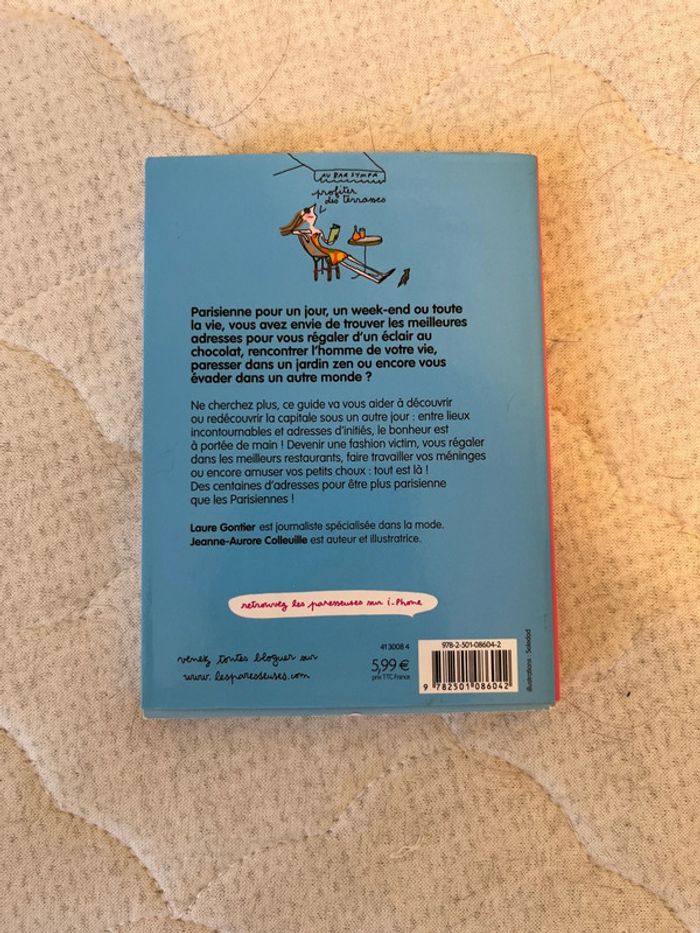 AU BAR SYMPA
profiter
des terrasses
Parisienne pour un jour, un week-end ou toute
la vie, vous avez envie de trouver les meilleures
adresses pour vous régaler d'un éclair au
chocolat, rencontrer l'homme de votre vie,
paresser dans un jardin zen ou encore vous
évader dans un autre monde ?
Ne cherchez plus, ce guide va vous aider à découvrir
ou redécouvrir la capitale sous un autre jour : entre lieux
incontournables et adresses d'initiés, le bonheur est
à portée de main ! Devenir une fashion victim, vous régaler
dans les meilleurs restaurants, faire travailler vos méninges
ou encore amuser vos petits choux : tout est là !
Des centaines d'adresses pour être plus parisienne
que les Parisiennes !
Laure Gontier est journaliste spécialisée dans la mode.
Jeanne-Aurore Colleuille est auteur et illustratrice.
retrouvez les paresseuses sur i-Phone
venez toutes bloguer sur
www.lesparesseuses.com
41 3008 4
5,99 €
prix TTC France
978-2-501-08604-2
9 782501 086042
illustrations : Soledad